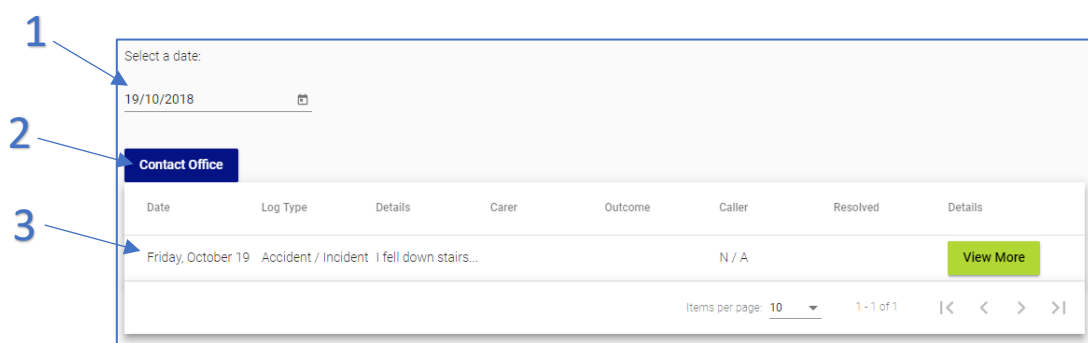 1
Select a date:
19/10/2018
2
Contact Office
Date Log Type Details Carer Outcome Caller Resolved Details
3
Friday, October 19 Accident / Incident I fell down stairs... N / A View More
Items per page: 10 1 - 1 of 1